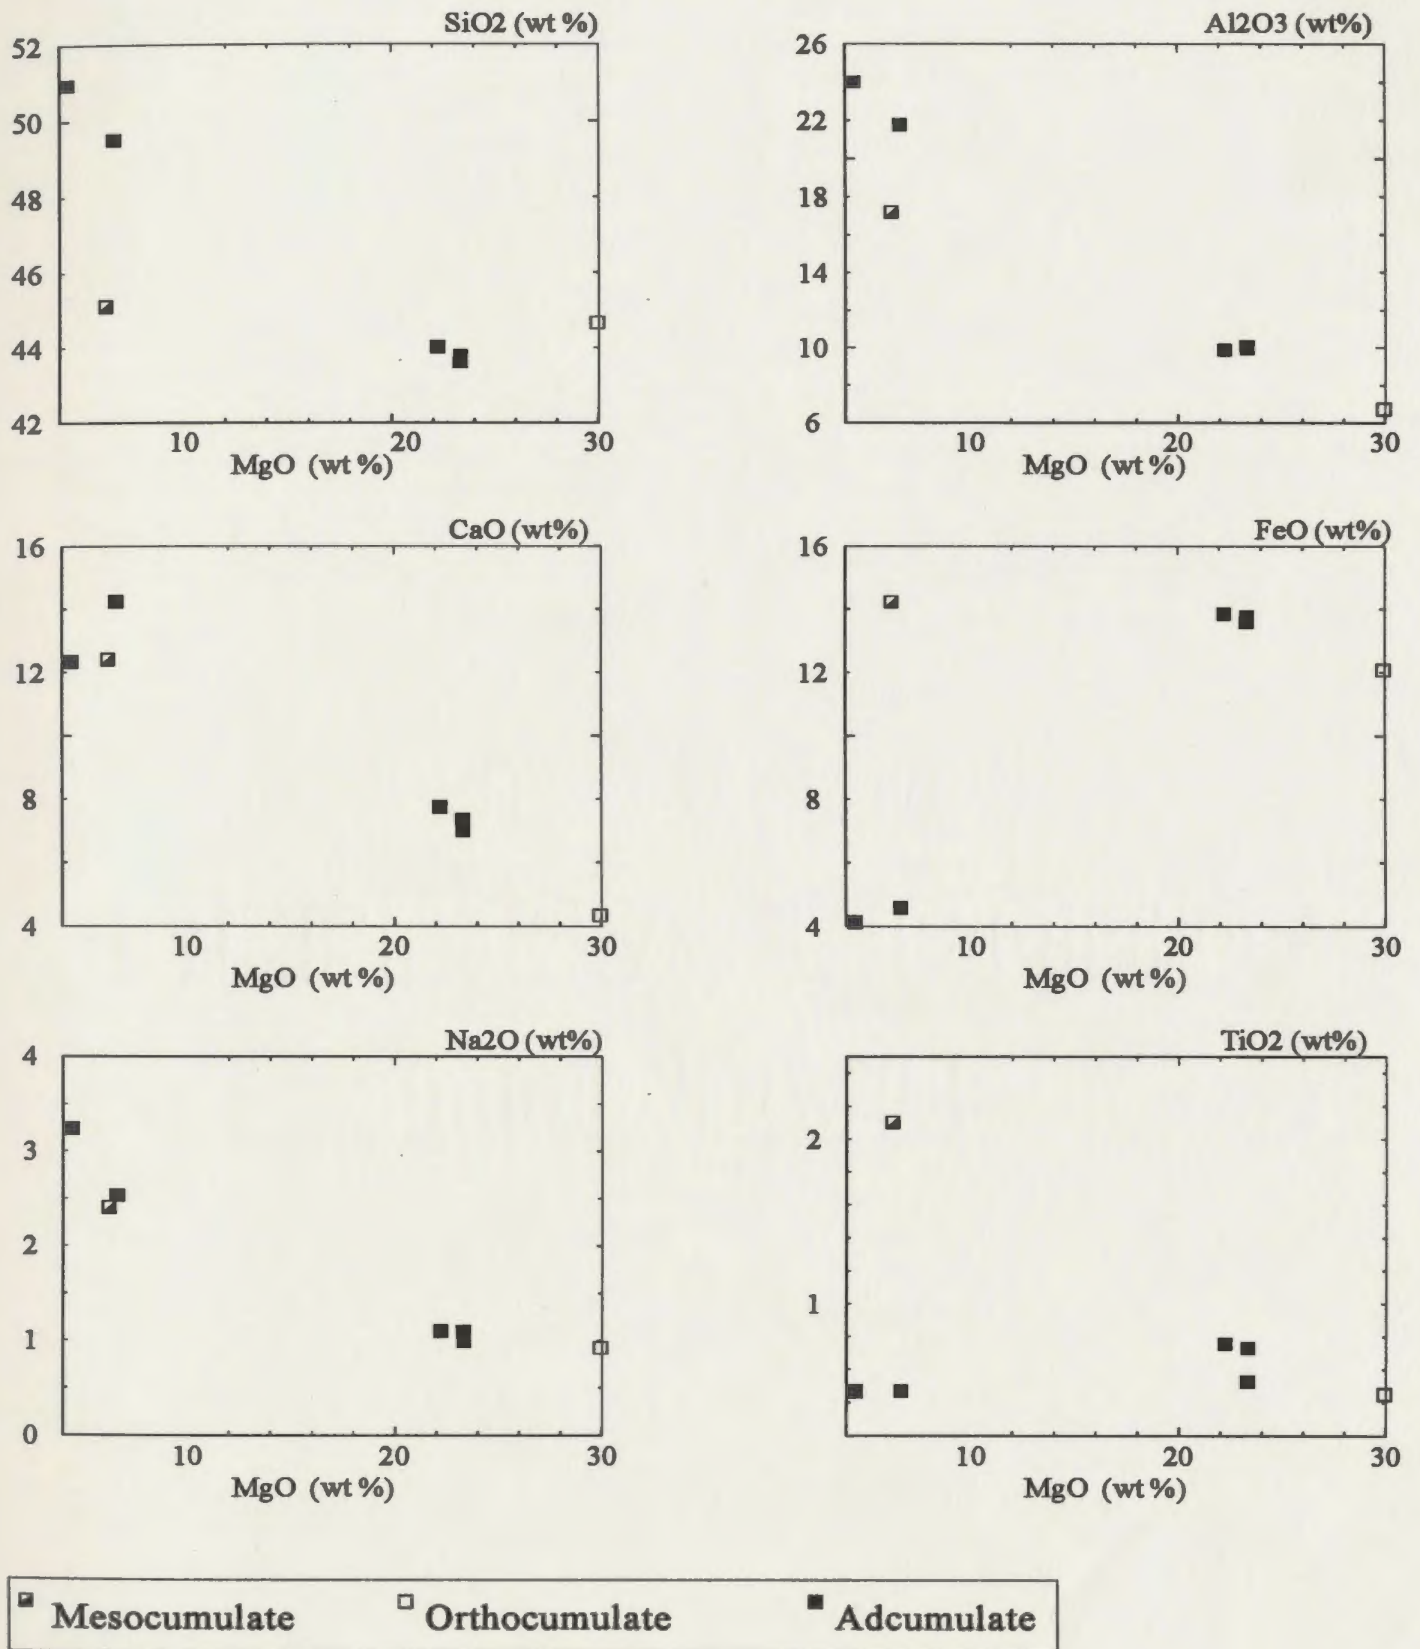 SiO2 (wt %)
52
50
48
46
44
42
10 20 30
MgO (wt %)
Al2O3 (wt%)
26
22
18
14
10
6
10 20 30
MgO (wt %)
CaO (wt%)
16
12
8
4
10 20 30
MgO (wt %)
FeO (wt%)
16
12
8
4
10 20 30
MgO (wt %)
Na2O (wt%)
4
3
2
1
0
10 20 30
MgO (wt %)
TiO2 (wt%)
2
1
10 20 30
MgO (wt %)
Mesocumulate Orthocumulate Adcumulate